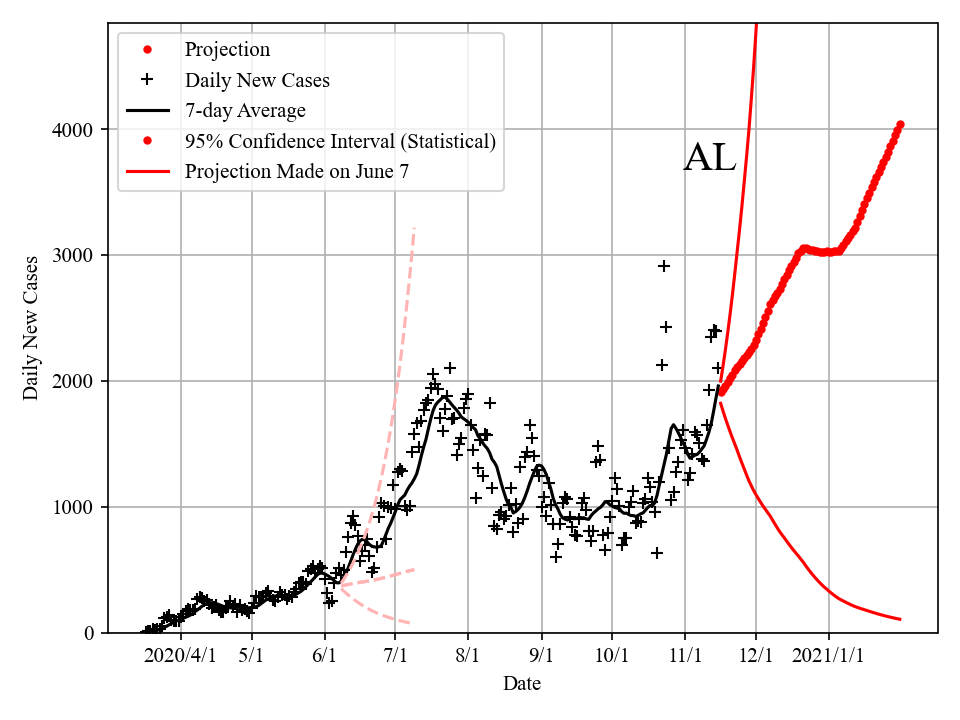 Projection
Daily New Cases
7-day Average
95% Confidence Interval (Statistical)
Projection Made on June 7
AL
4000
3000
2000
1000
0
Daily New Cases
2020/4/1 5/1 6/1 7/1 8/1 9/1 10/1 11/1 12/1 2021/1/1
Date